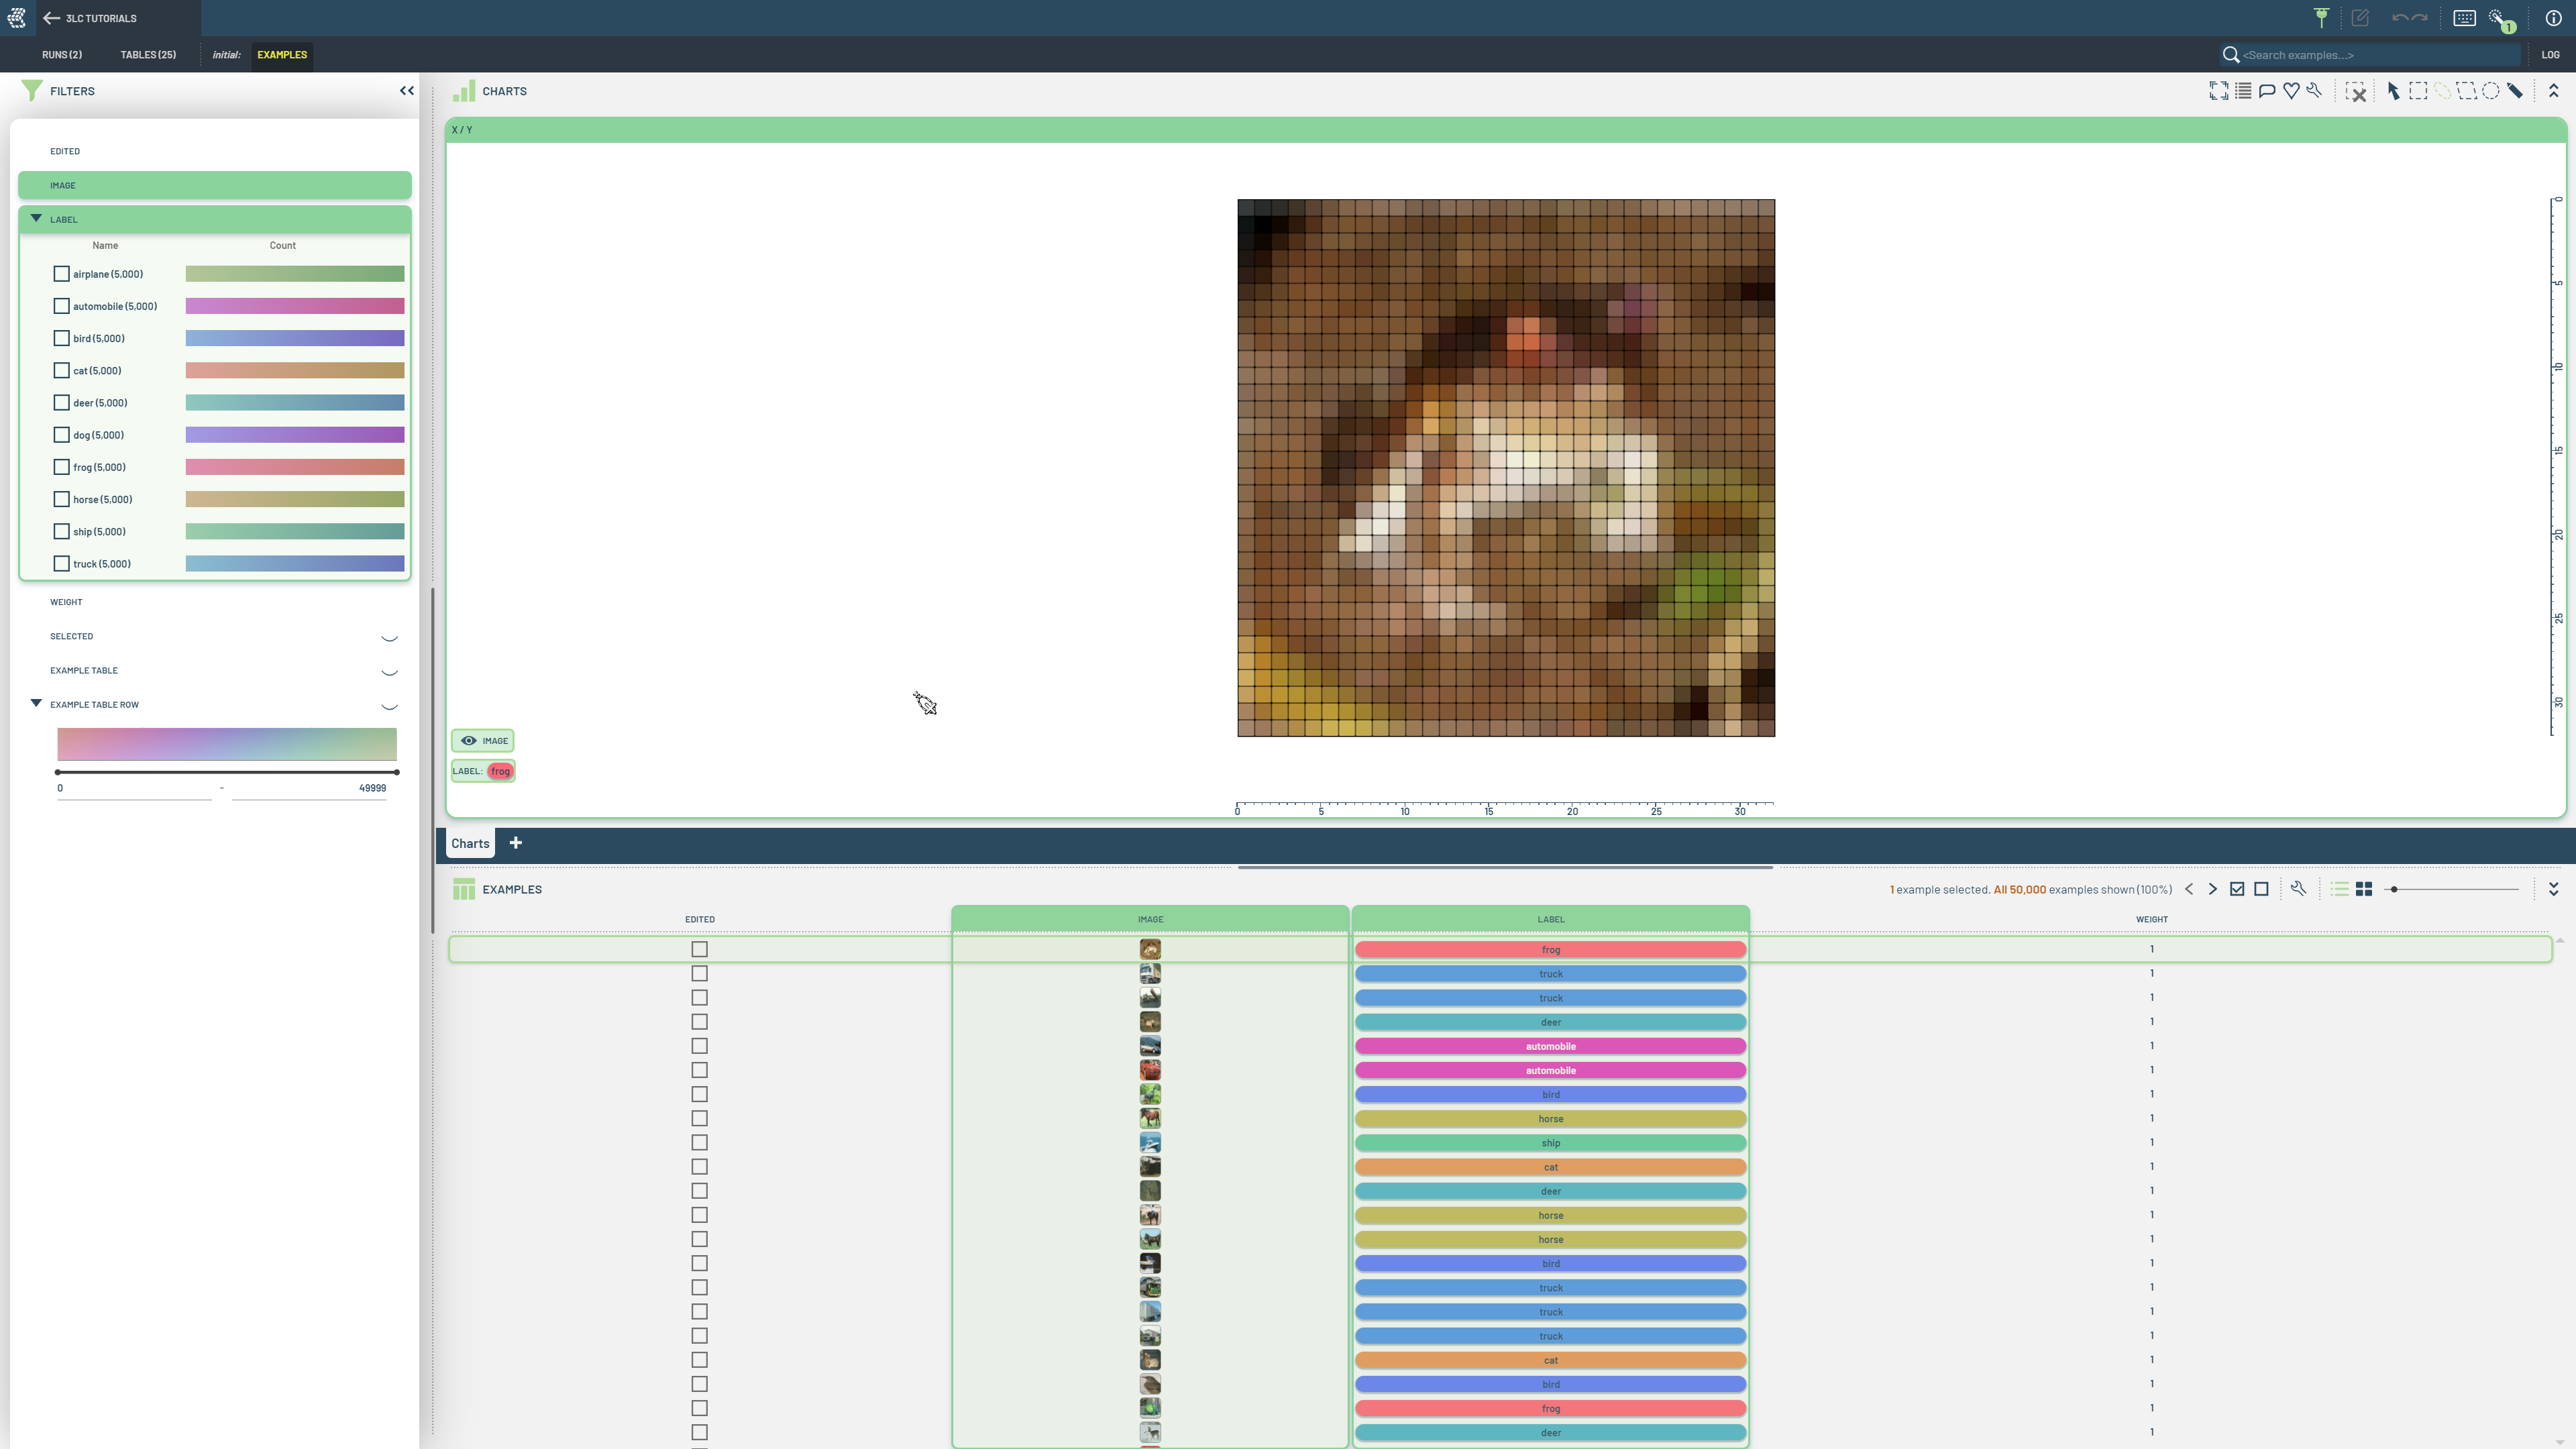 3LC TUTORIALS
1
RUNS (2) TABLES (25) initial: EXAMPLES <Search examples...> LOG
FILTERS
EDITED
IMAGE
LABEL
Name Count
airplane (5,000)
automobile (5,000)
bird (5,000)
cat (5,000)
deer (5,000)
dog (5,000)
frog (5,000)
horse (5,000)
ship (5,000)
truck (5,000)
WEIGHT
SELECTED
EXAMPLE TABLE
EXAMPLE TABLE ROW
0 - 49999
CHARTS
X / Y
0
5
10
15
20
25
30
IMAGE
LABEL: frog
0 5 10 15 20 25 30
Charts
EXAMPLES 1 example selected. All 50,000 examples shown (100%)
EDITED IMAGE LABEL WEIGHT
frog 1
truck 1
truck 1
deer 1
automobile 1
automobile 1
bird 1
horse 1
ship 1
cat 1
deer 1
horse 1
horse 1
bird 1
truck 1
truck 1
truck 1
cat 1
bird 1
frog 1
deer 1